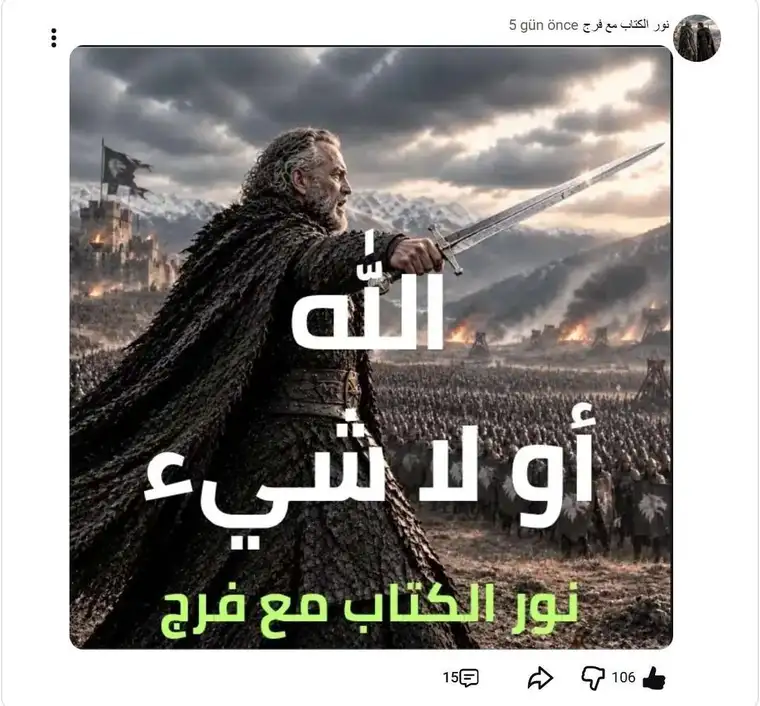 نور الكتاب مع فرج 5 gün önce
الله
أو لا شيء
نور الكتاب مع فرج
106
15